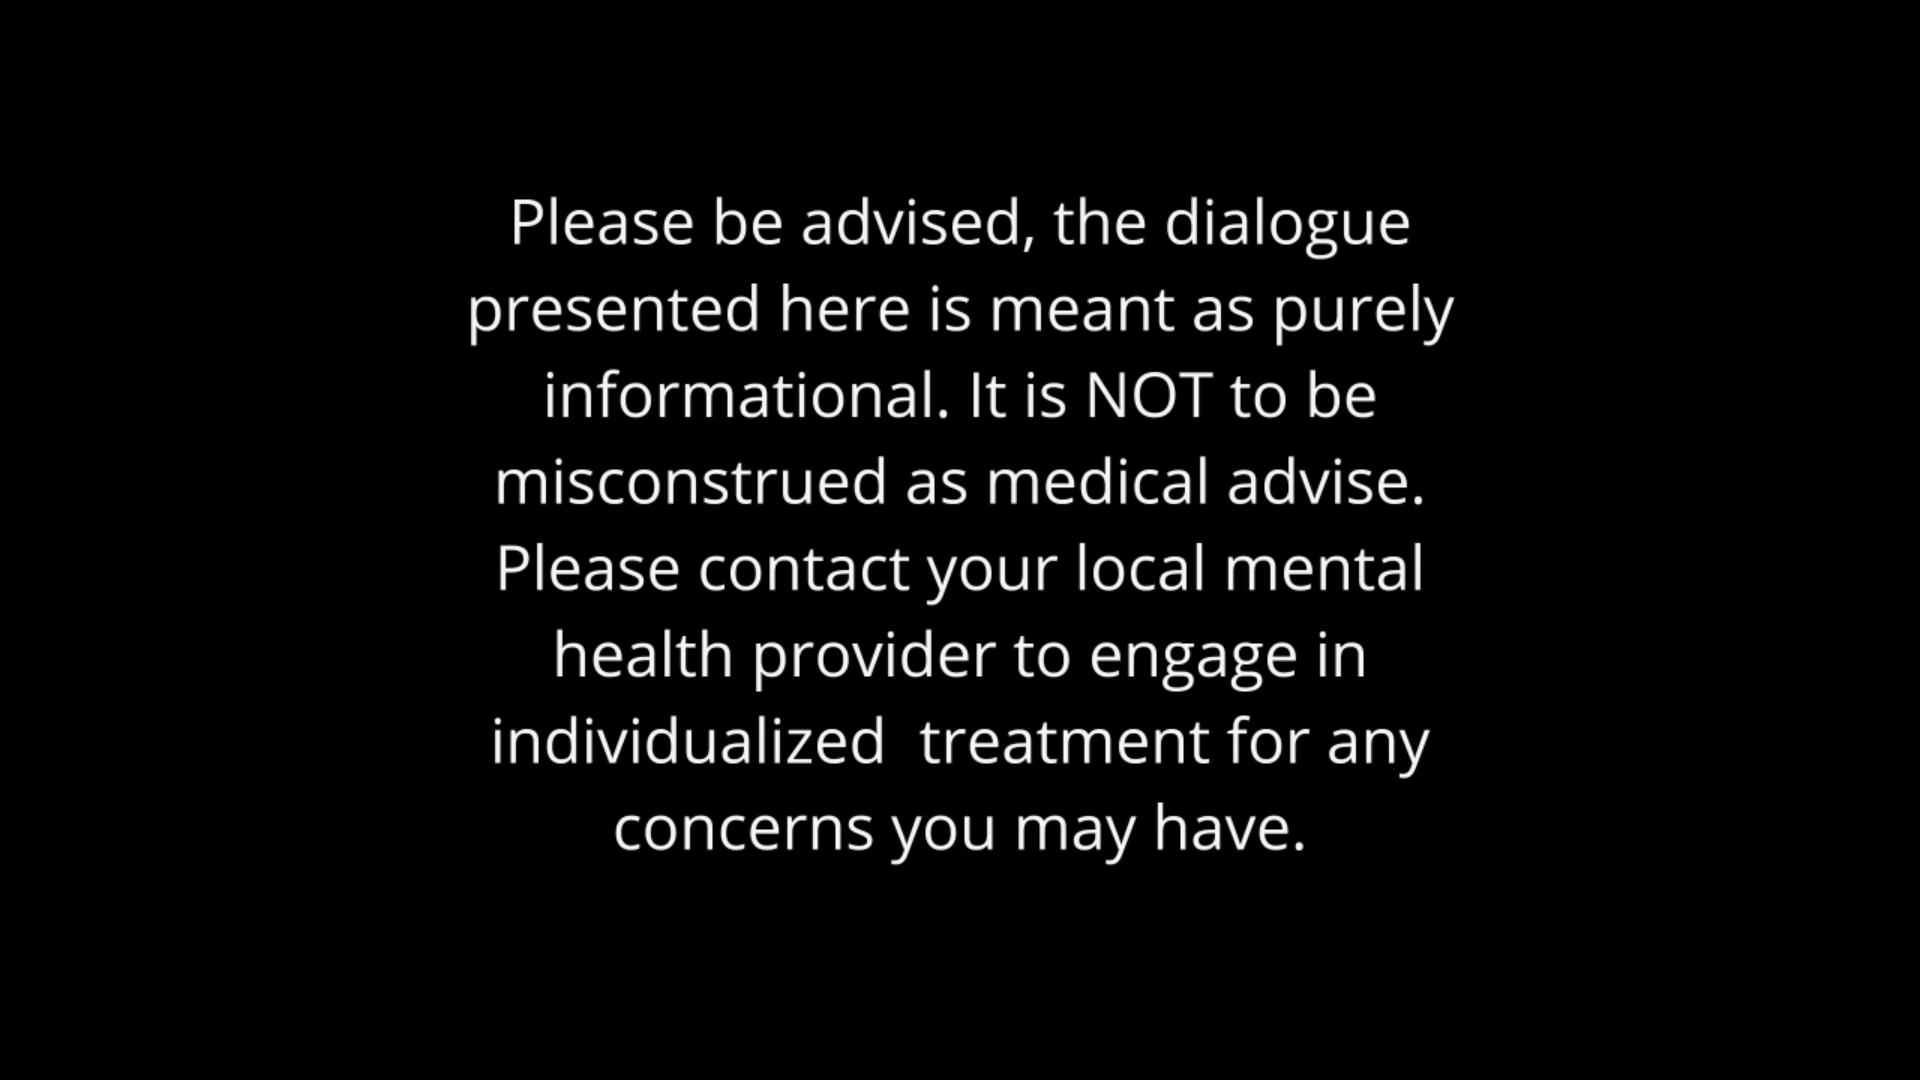 Please be advised, the dialogue
presented here is meant as purely
informational. It is NOT to be
misconstrued as medical advise.
Please contact your local mental
health provider to engage in
individualized  treatment for any
concerns you may have.